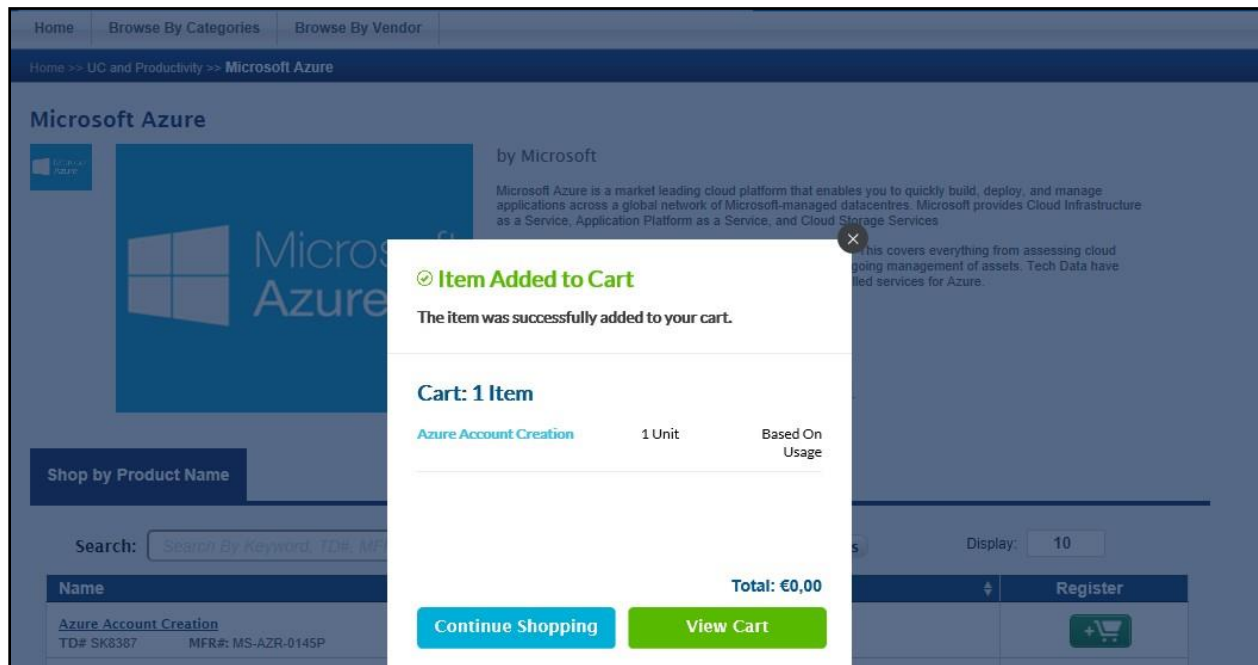 Home Browse By Categories Browse By Vendor
Home >> UC and Productivity >> Microsoft Azure
Microsoft Azure
by Microsoft
Microsoft Azure is a market leading cloud platform that enables you to quickly build, deploy, and manage
applications across a global network of Microsoft-managed datacentres. Microsoft provides Cloud Infrastructure
as a Service, Application Platform as a Service, and Cloud Storage Services
This covers everything from assessing cloud
going management of assets. Tech Data have
lled services for Azure.
Micros
Azure
Item Added to Cart
The item was successfully added to your cart.
Cart: 1 Item
Azure Account Creation 1 Unit Based On
Usage
Total: €0,00
Continue Shopping View Cart
Shop by Product Name
Search: Search By Keyword, TD#, MF
Display: 10
Name Register
Azure Account Creation
TD# SK8387 MFR#: MS-AZR-0145P